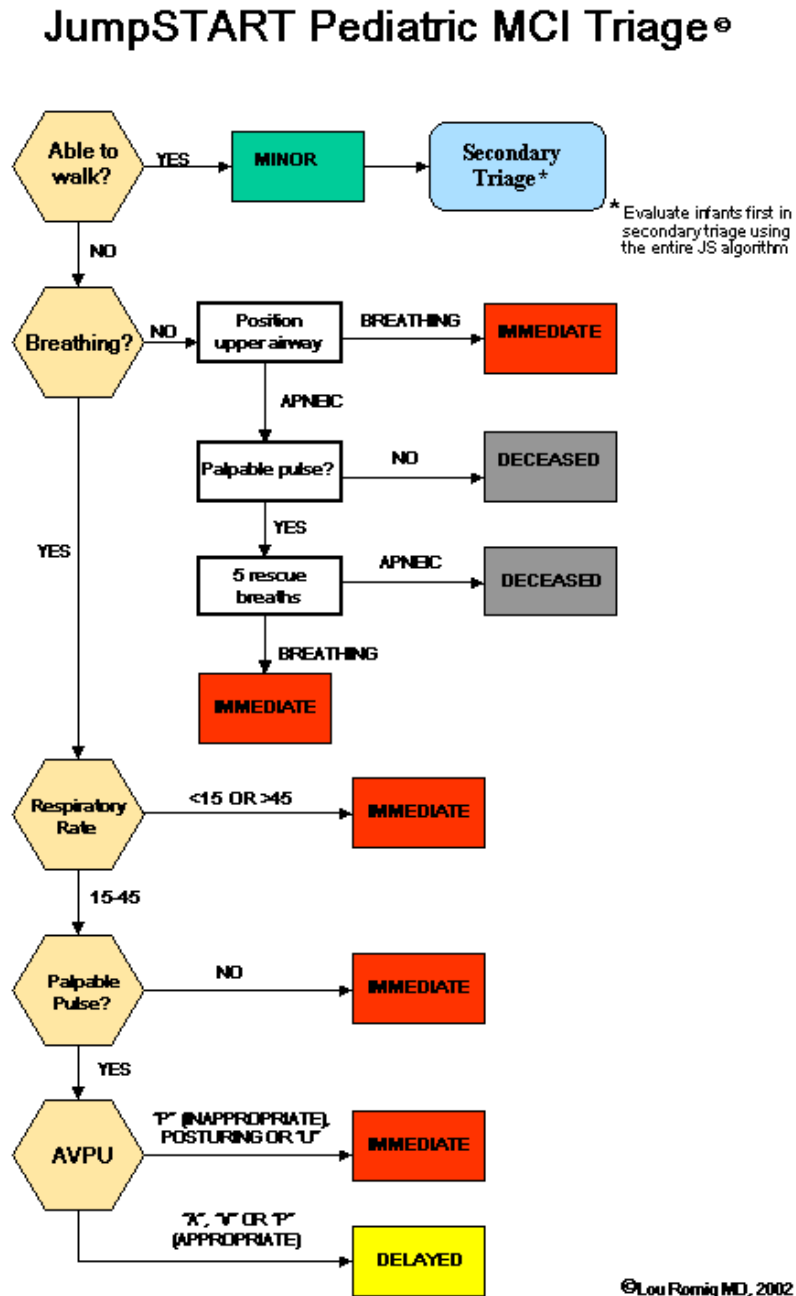 JumpSTART Pediatric MCI Triage©
Able to
walk?
YES
MINOR
Secondary
Triage*
* Evaluate infants first in
secondary triage using
the entire JS algorithm
NO
Breathing?
NO
Position
upper airway
BREATHING
IMMEDIATE
APNEIC
Palpable pulse?
NO
DECEASED
YES
YES
5 rescue
breaths
APNEIC
DECEASED
BREATHING
IMMEDIATE
Respiratory
Rate
<15 OR >45
IMMEDIATE
15-45
Palpable
Pulse?
NO
IMMEDIATE
YES
AVPU
"P" (INAPPROPRIATE),
POSTURING OR "U"
IMMEDIATE
"A", "V" OR "P"
(APPROPRIATE)
DELAYED
©Lou Romig MD, 2002